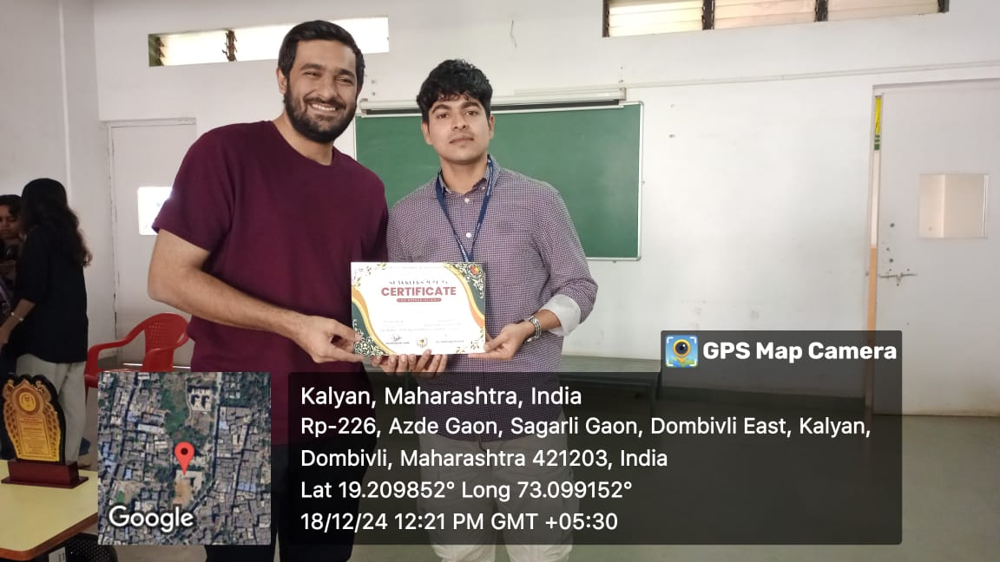 CERTIFICATE
GPS Map Camera
Kalyan, Maharashtra, India
Rp-226, Azde Gaon, Sagarli Gaon, Dombivli East, Kalyan,
Dombivli, Maharashtra 421203, India
Lat 19.209852° Long 73.099152°
18/12/24 12:21 PM GMT +05:30
Google